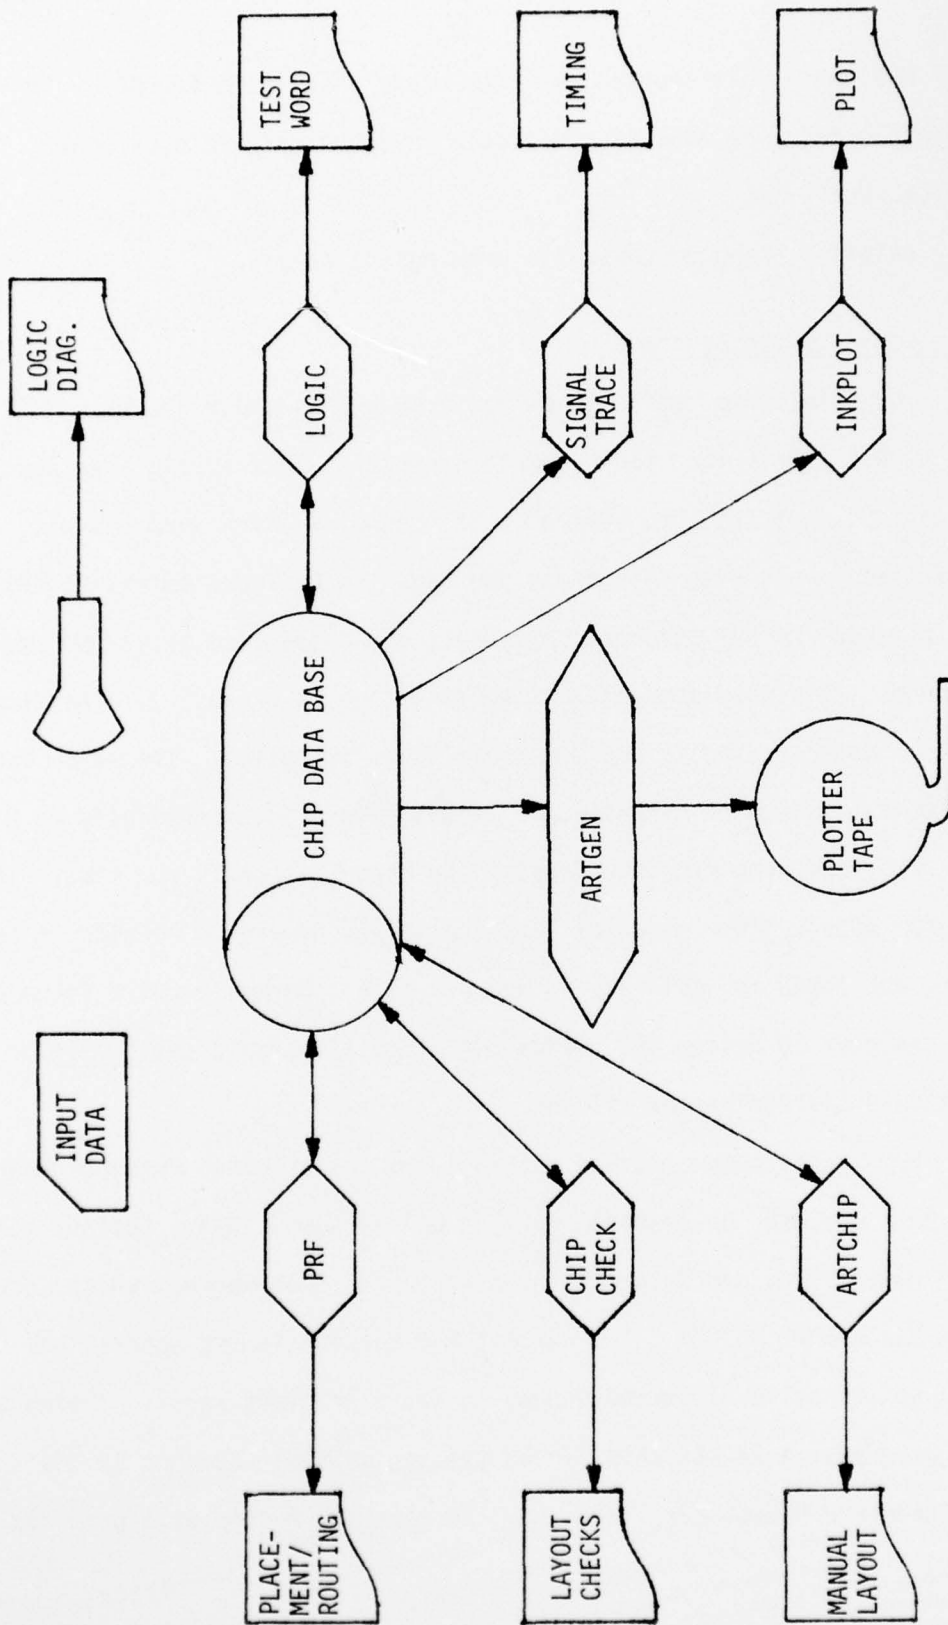 INPUT
DATA
LOGIC
DIAG.
PLACE-
MENT/
ROUTING
PRF
CHIP DATA BASE
LOGIC
TEST
WORD
LAYOUT
CHECKS
CHIP
CHECK
ARTGEN
SIGNAL
TRACE
TIMING
MANUAL
LAYOUT
ARTCHIP
PLOTTER
TAPE
INKPLOT
PLOT